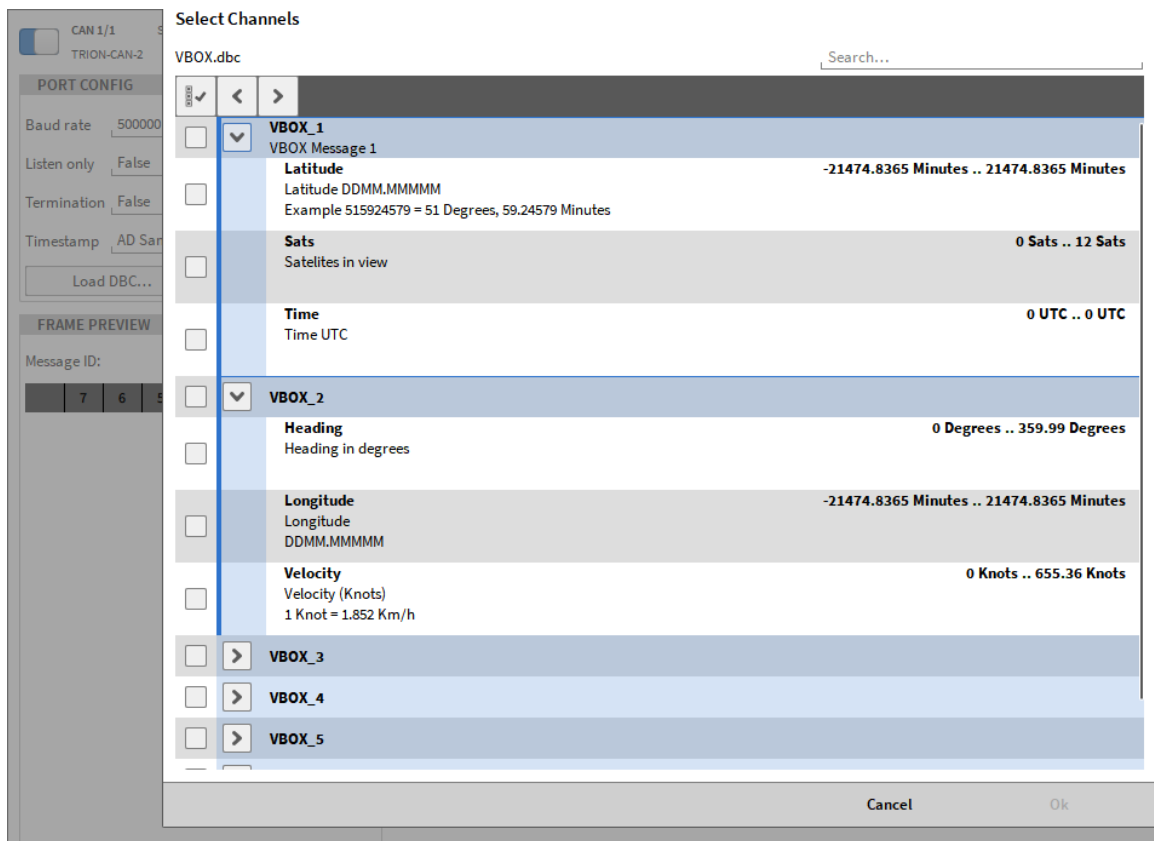 CAN 1/1
TRION-CAN-2
PORT CONFIG
Baud rate 500000
Listen only False
Termination False
Timestamp AD Sar
Load DBC...
FRAME PREVIEW
Message ID:
7 6 5
Select Channels
VBOX.dbc
Search...
VBOX_1
VBOX Message 1
Latitude -21474.8365 Minutes .. 21474.8365 Minutes
Latitude DDMM.MMMMM
Example 515924579 = 51 Degrees, 59.24579 Minutes
Sats 0 Sats .. 12 Sats
Satelites in view
Time 0 UTC .. 0 UTC
Time UTC
VBOX_2
Heading 0 Degrees .. 359.99 Degrees
Heading in degrees
Longitude -21474.8365 Minutes .. 21474.8365 Minutes
Longitude
DDMM.MMMMM
Velocity 0 Knots .. 655.36 Knots
Velocity (Knots)
1 Knot = 1.852 Km/h
VBOX_3
VBOX_4
VBOX_5
Cancel Ok